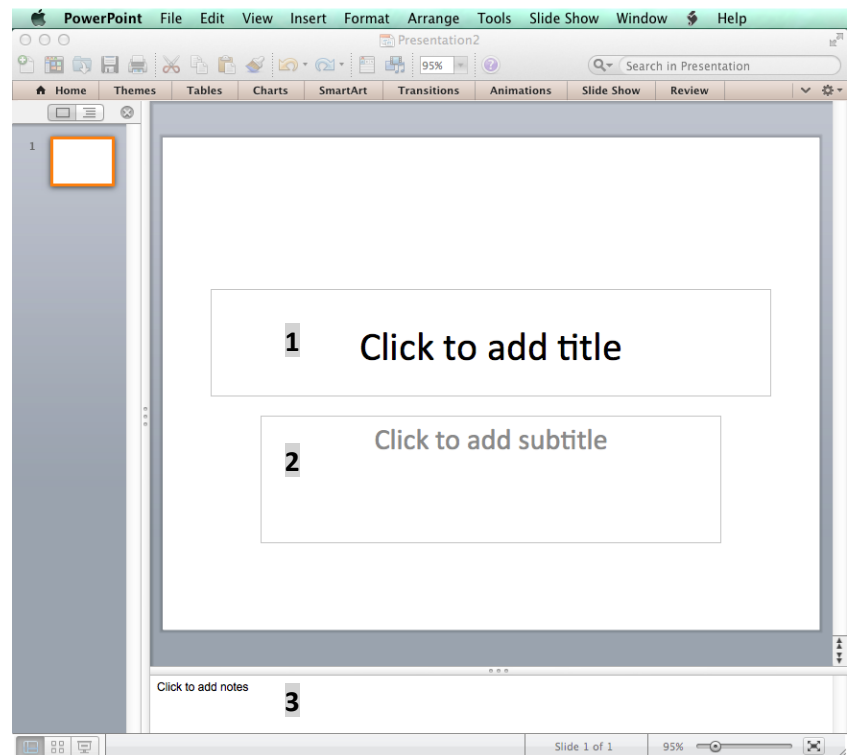 PowerPoint File Edit View Insert Format Arrange Tools Slide Show Window Help
Presentation2
95% Search in Presentation
Home Themes Tables Charts SmartArt Transitions Animations Slide Show Review
1
1 Click to add title
Click to add subtitle
2
Click to add notes
3
Slide 1 of 1 95%